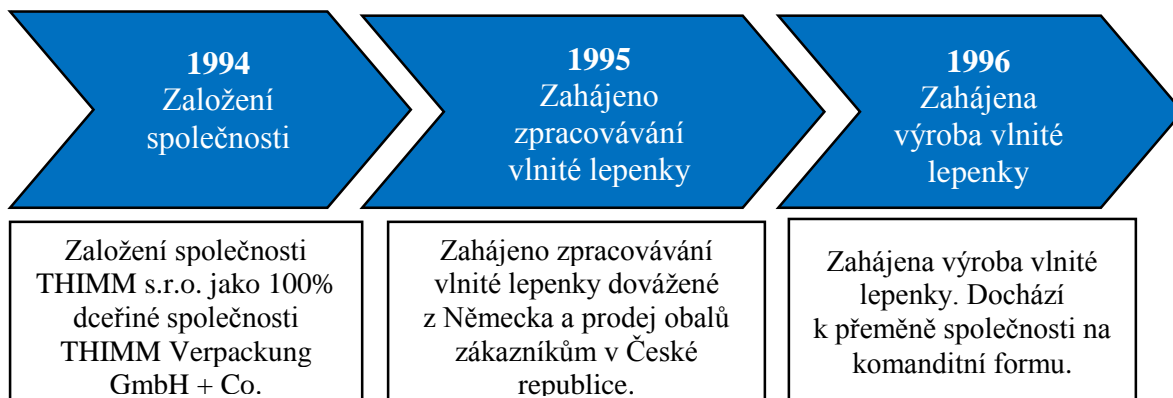 1994
Založení
společnosti
1995
Zahájeno
zpracovávání
vlnité lepenky
1996
Zahájena
výroba vlnité
lepenky
Založení společnosti
THIMM s.r.o. jako 100%
dceřiné společnosti
THIMM Verpackung
GmbH + Co.
Zahájeno zpracovávání
vlnité lepenky dovážené
z Německa a prodej obalů
zákazníkům v České
republice.
Zahájena výroba vlnité
lepenky. Dochází
k přeměně společnosti na
komanditní formu.